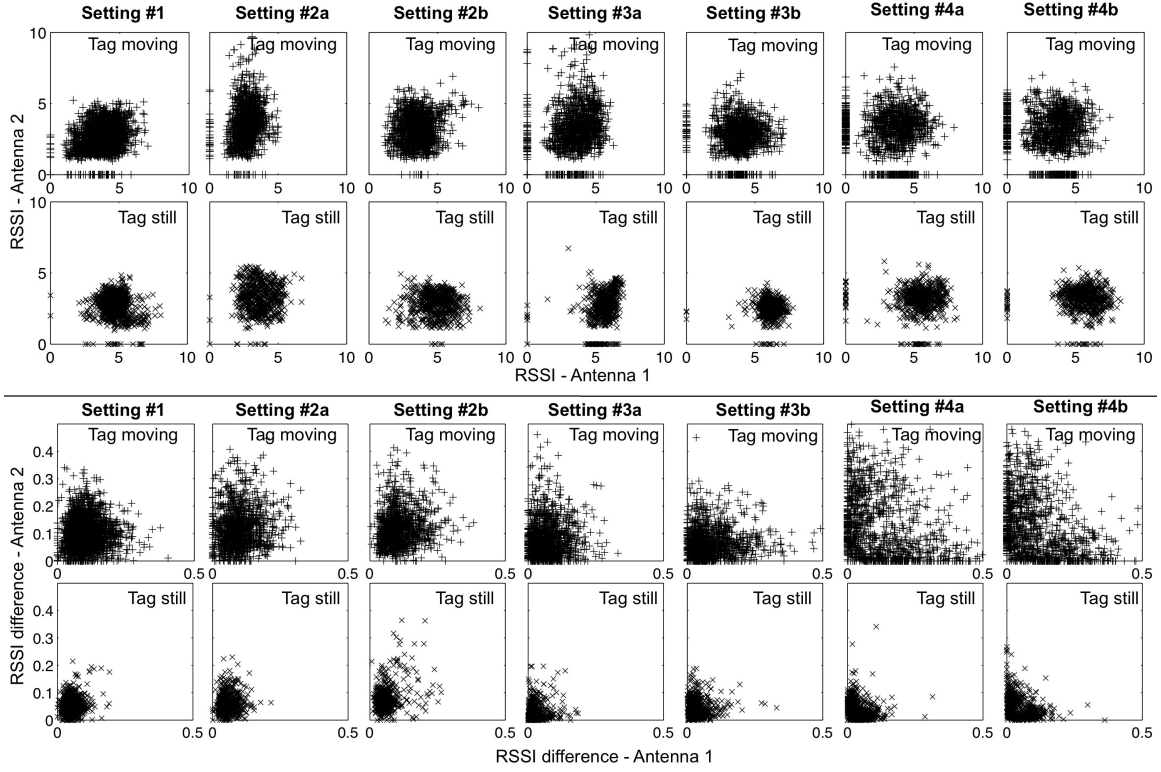 Setting #1 Setting #2a Setting #2b Setting #3a Setting #3b Setting #4a Setting #4b
10 Tag moving Tag moving Tag moving Tag moving Tag moving Tag moving Tag moving
5
0
0 5 10 0 5 10 0 5 10 0 5 10 0 5 10 0 5 10 0 5 10
RSSI - Antenna 2
10 Tag still Tag still Tag still Tag still Tag still Tag still Tag still
5
0
0 5 10 0 5 10 0 5 10 0 5 10 0 5 10 0 5 10 0 5 10
RSSI - Antenna 1
Setting #1 Setting #2a Setting #2b Setting #3a Setting #3b Setting #4a Setting #4b
Tag moving Tag moving Tag moving Tag moving Tag moving Tag moving Tag moving
0.4
0.3
0.2
0.1
0
0 0.5 0 0.5 0 0.5 0 0.5 0 0.5 0 0.5 0 0.5
RSSI difference - Antenna 2
Tag still Tag still Tag still Tag still Tag still Tag still Tag still
0.4
0.3
0.2
0.1
0
0 0.5 0 0.5 0 0.5 0 0.5 0 0.5 0 0.5 0 0.5
RSSI difference - Antenna 1